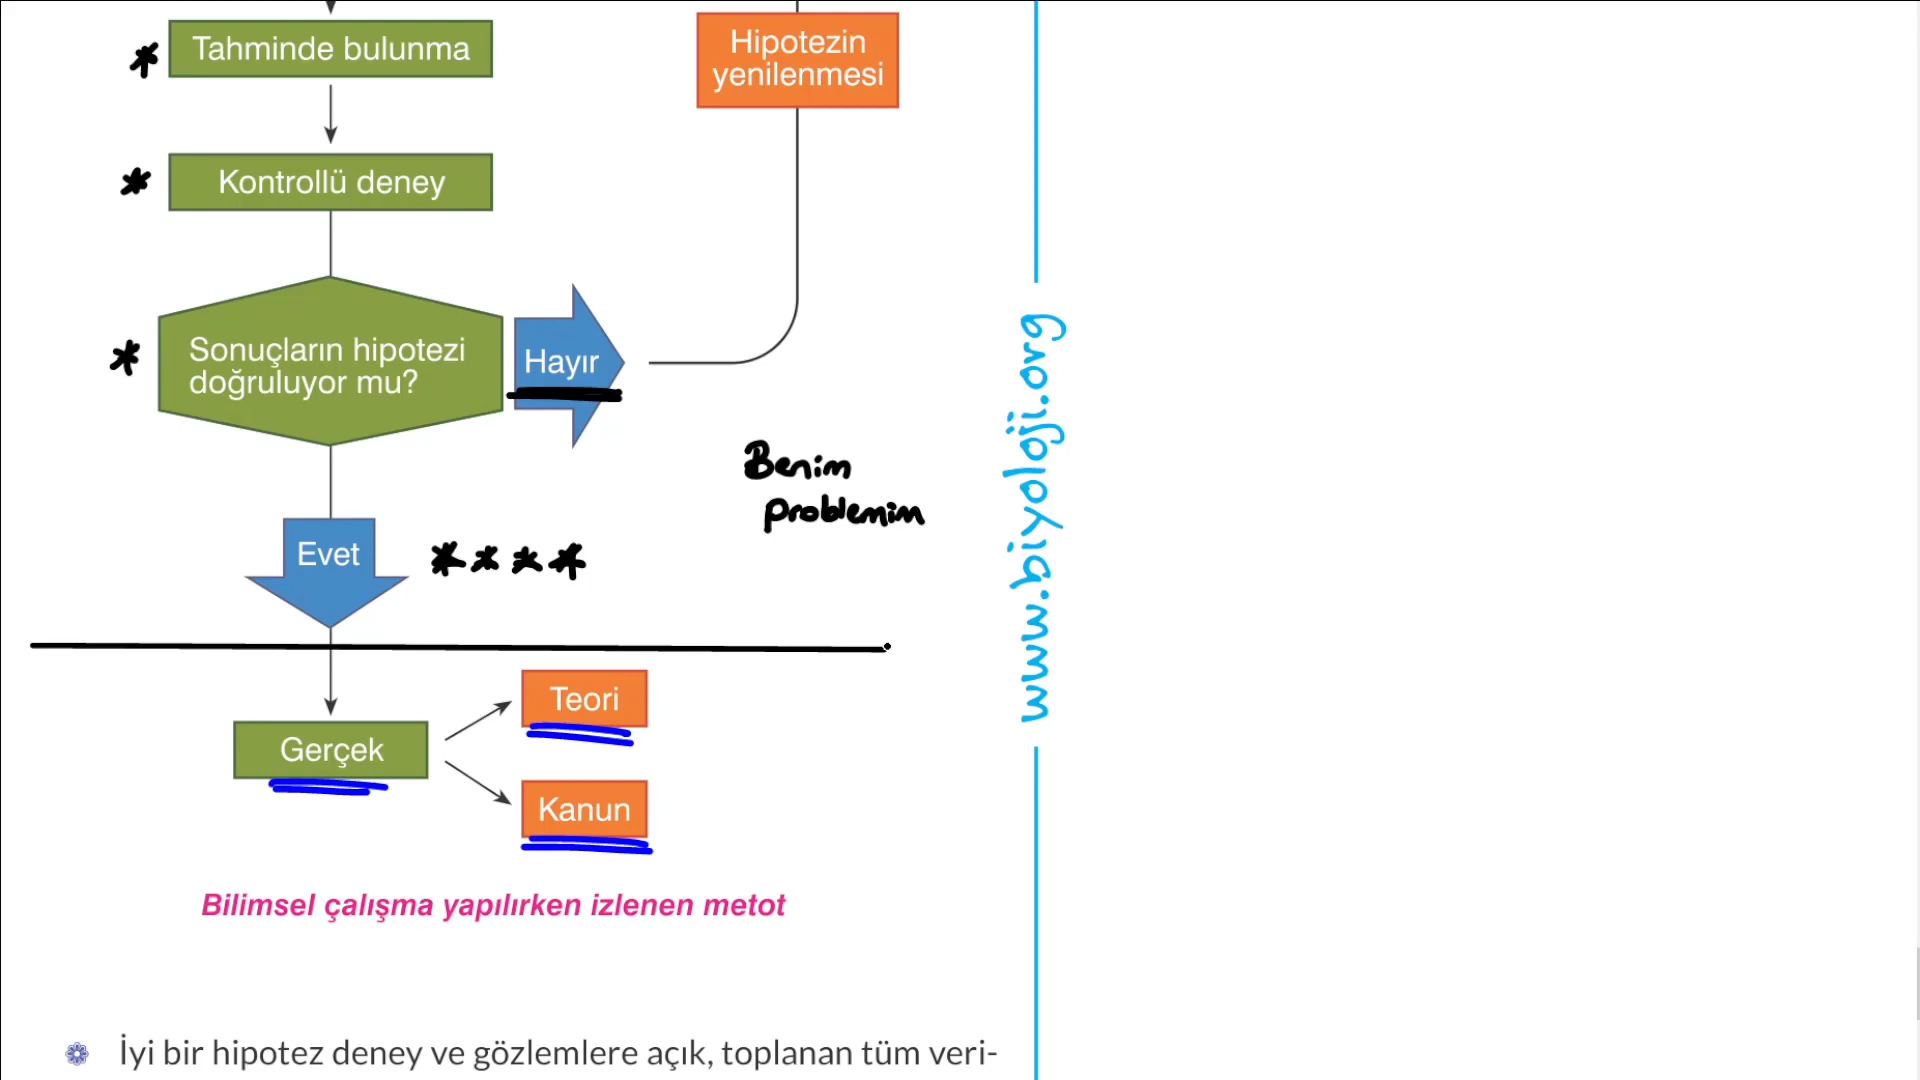 Tahminde bulunma
Hipotezin
yenilenmesi
Kontrollü deney
Sonuçların hipotezi
doğruluyor mu?
Hayır
Benim
problemim
Evet
Teori
Gerçek
Kanun
Bilimsel çalışma yapılırken izlenen metot
İyi bir hipotez deney ve gözlemlere açık, toplanan tüm veri-
www.biyoloji.org